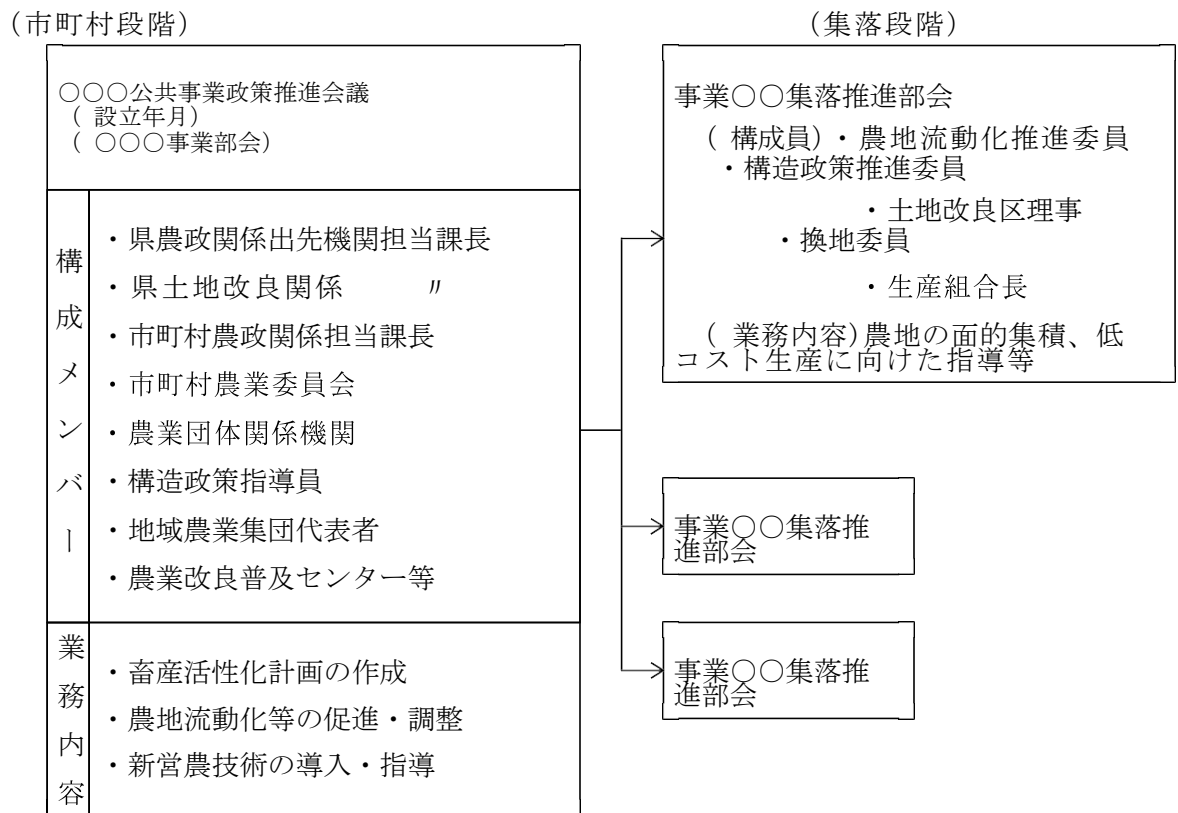 （市町村段階）
○○○公共事業政策推進会議
（ 設立年月）
（ ○○○事業部会）
構成メンバー
・県農政関係出先機関担当課長
・県土地改良関係　　〃
・市町村農政関係担当課長
・市町村農業委員会
・農業団体関係機関
・構造政策指導員
・地域農業集団代表者
・農業改良普及センター等
業務内容
・畜産活性化計画の作成
・農地流動化等の促進・調整
・新営農技術の導入・指導
（集落段階）
事業○○集落推進部会
（ 構成員）・農地流動化推進委員
・構造政策推進委員
・土地改良区理事
・換地委員
・生産組合長
（ 業務内容）農地の面的集積、低
コスト生産に向けた指導等
事業○○集落推
進部会
事業○○集落推
進部会